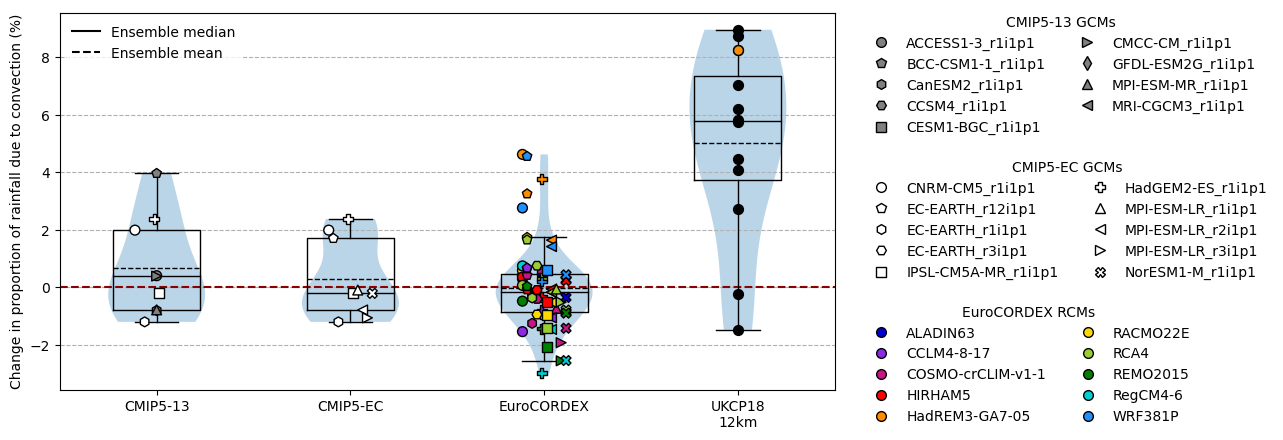 Change in proportion of rainfall due to convection (%)
8
6
4
2
0
−2
Ensemble median
Ensemble mean
CMIP5-13
CMIP5-EC
EuroCORDEX
UKCP18
12km
CMIP5-13 GCMs
ACCESS1-3_r1i1p1
BCC-CSM1-1_r1i1p1
CanESM2_r1i1p1
CCSM4_r1i1p1
CESM1-BGC_r1i1p1
CMCC-CM_r1i1p1
GFDL-ESM2G_r1i1p1
MPI-ESM-MR_r1i1p1
MRI-CGCM3_r1i1p1
CMIP5-EC GCMs
CNRM-CM5_r1i1p1
EC-EARTH_r12i1p1
EC-EARTH_r1i1p1
EC-EARTH_r3i1p1
IPSL-CM5A-MR_r1i1p1
HadGEM2-ES_r1i1p1
MPI-ESM-LR_r1i1p1
MPI-ESM-LR_r2i1p1
MPI-ESM-LR_r3i1p1
NorESM1-M_r1i1p1
EuroCORDEX RCMs
ALADIN63
CCLM4-8-17
COSMO-crCLIM-v1-1
HIRHAM5
HadREM3-GA7-05
RACMO22E
RCA4
REMO2015
RegCM4-6
WRF381P